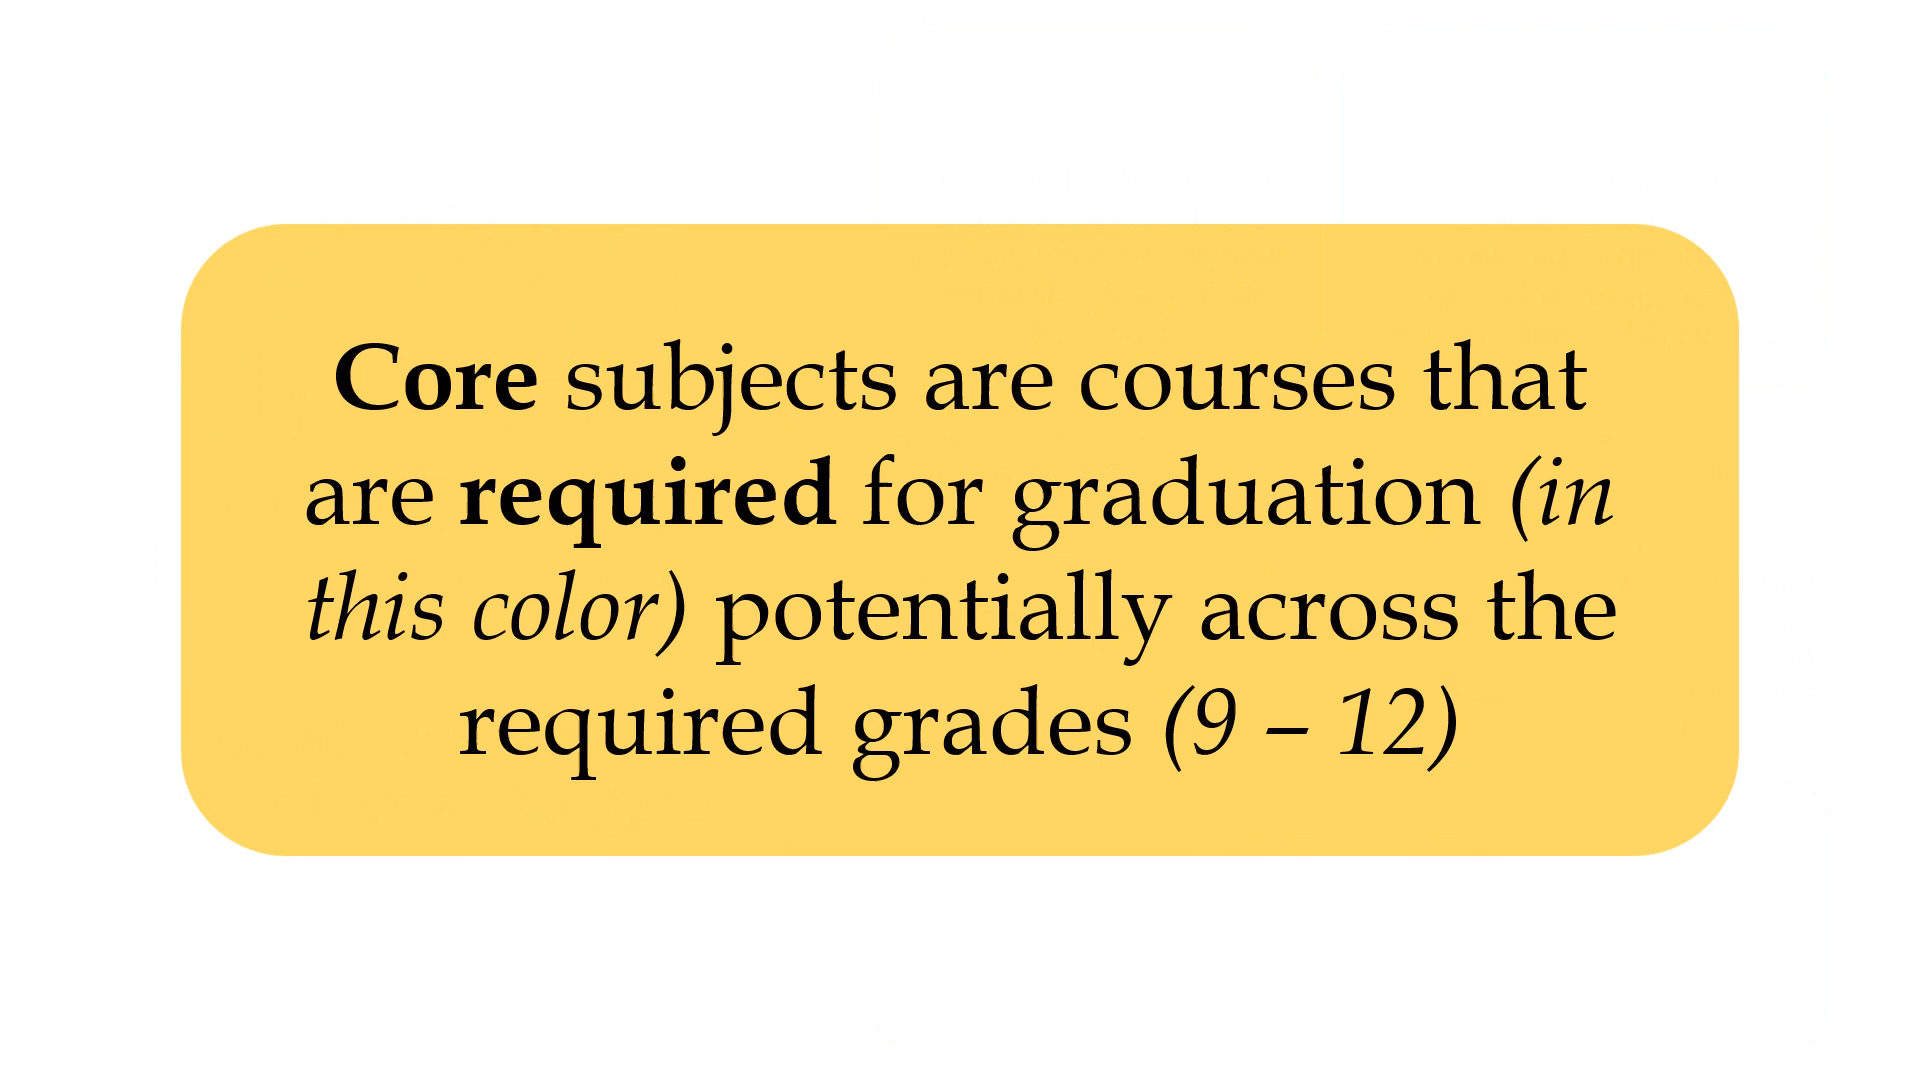 Core subjects are courses that
are required for graduation (in
this color) potentially across the
required grades (9 – 12)